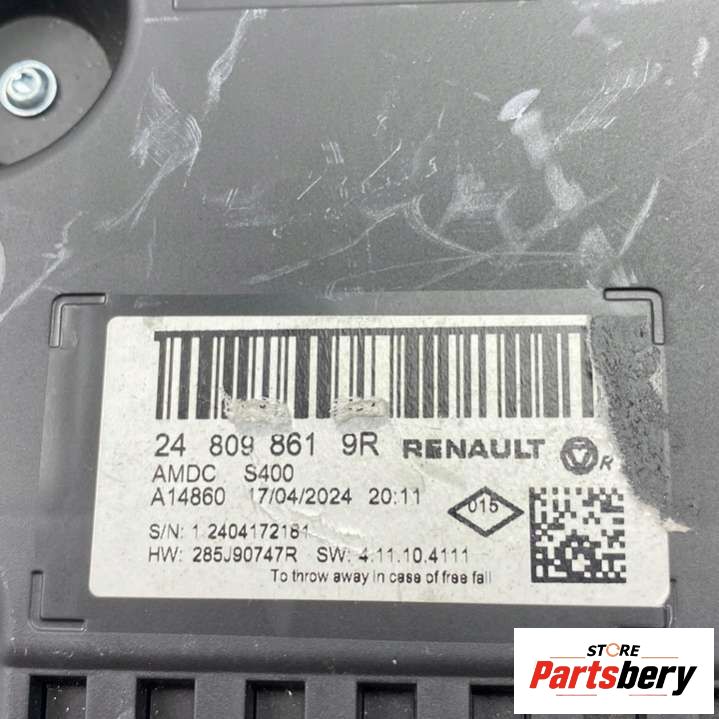 24 809 861 9R RENAULT R
AMDC S400
A14860 17/04/2024 20:11
015
S/N: 1 2404172181
HW: 285J90747R SW: 4.11.10.4111
To throw away in case of free fall
STORE
Partsbery